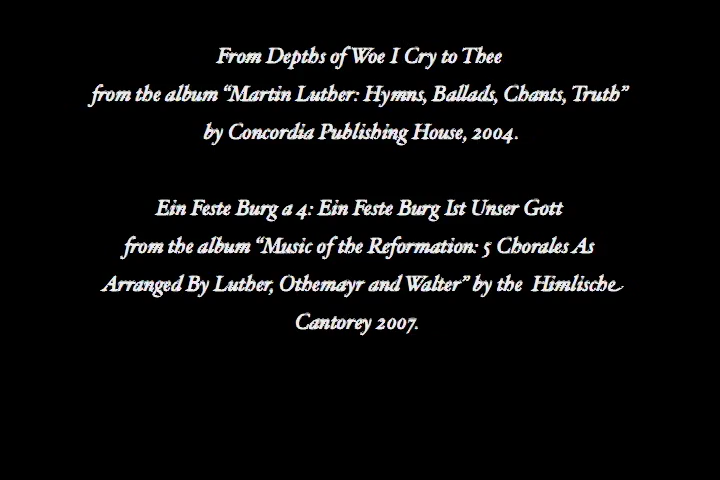 From Depths of Woe I Cry to Thee
from the album “Martin Luther: Hymns, Ballads, Chants, Truth”
by Concordia Publishing House, 2004.
Ein Feste Burg a 4: Ein Feste Burg Ist Unser Gott
from the album “Music of the Reformation: 5 Chorales As
Arranged By Luther, Othemayr and Walter” by the Himlische
Cantorey 2007.